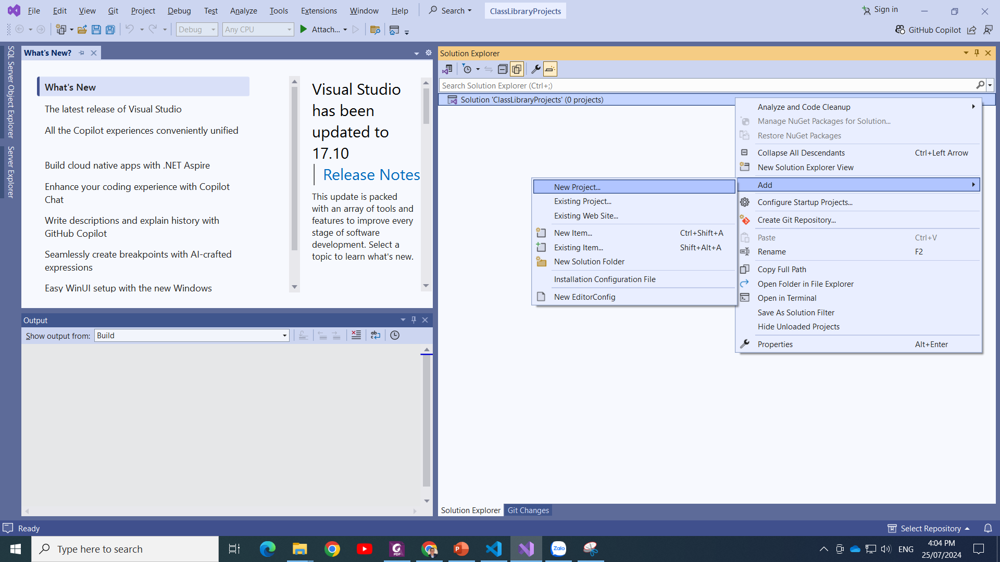 File Edit View Git Project Debug Test Analyze Tools Extensions Window Help Search ClassLibraryProjects Sign in
Debug Any CPU Attach... GitHub Copilot
SQL Server Object Explorer
Server Explorer
What's New?
What's New
The latest release of Visual Studio
All the Copilot experiences conveniently unified
Build cloud native apps with .NET Aspire
Enhance your coding experience with Copilot
Chat
Write descriptions and explain history with
GitHub Copilot
Seamlessly create breakpoints with AI-crafted
expressions
Easy WinUI setup with the new Windows
Visual Studio
has been
updated to
17.10
Release Notes
This update is packed
with an array of tools and
features to improve every
stage of software
development. Select a
topic to learn what's new.
Output
Show output from: Build
Solution Explorer
Search Solution Explorer (Ctrl+;)
Solution 'ClassLibraryProjects' (0 projects)
Analyze and Code Cleanup
Manage NuGet Packages for Solution...
Restore NuGet Packages
Collapse All Descendants Ctrl+Left Arrow
New Solution Explorer View
Add
Configure Startup Projects...
Create Git Repository...
Paste Ctrl+V
Rename F2
Copy Full Path
Open Folder in File Explorer
Open in Terminal
Save As Solution Filter
Hide Unloaded Projects
Properties Alt+Enter
New Project...
Existing Project...
Existing Web Site...
New Item... Ctrl+Shift+A
Existing Item... Shift+Alt+A
New Solution Folder
Installation Configuration File
New EditorConfig
Solution Explorer Git Changes
Ready Select Repository
Type here to search
PDF
Zalo
ENG
4:04 PM
25/07/2024